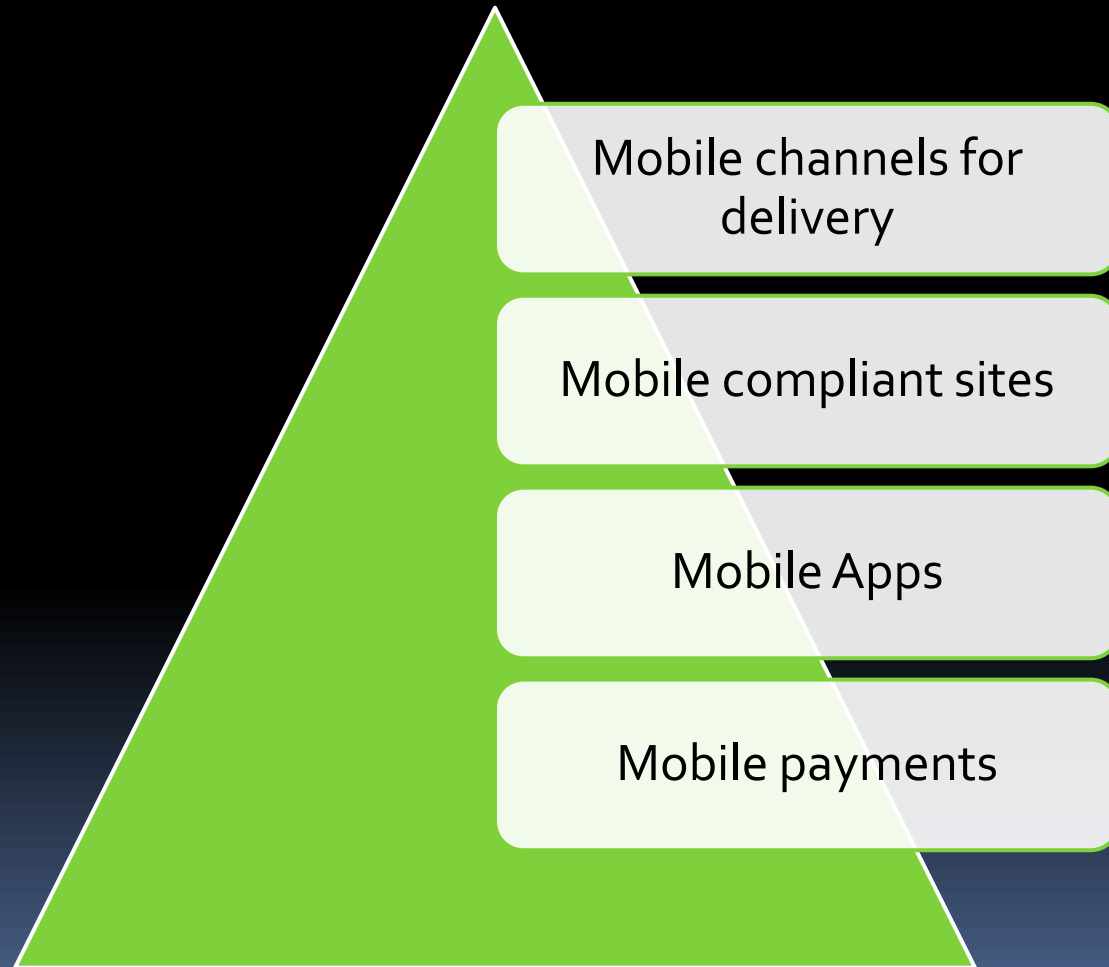 Mobile channels for
delivery
Mobile compliant sites
Mobile Apps
Mobile payments